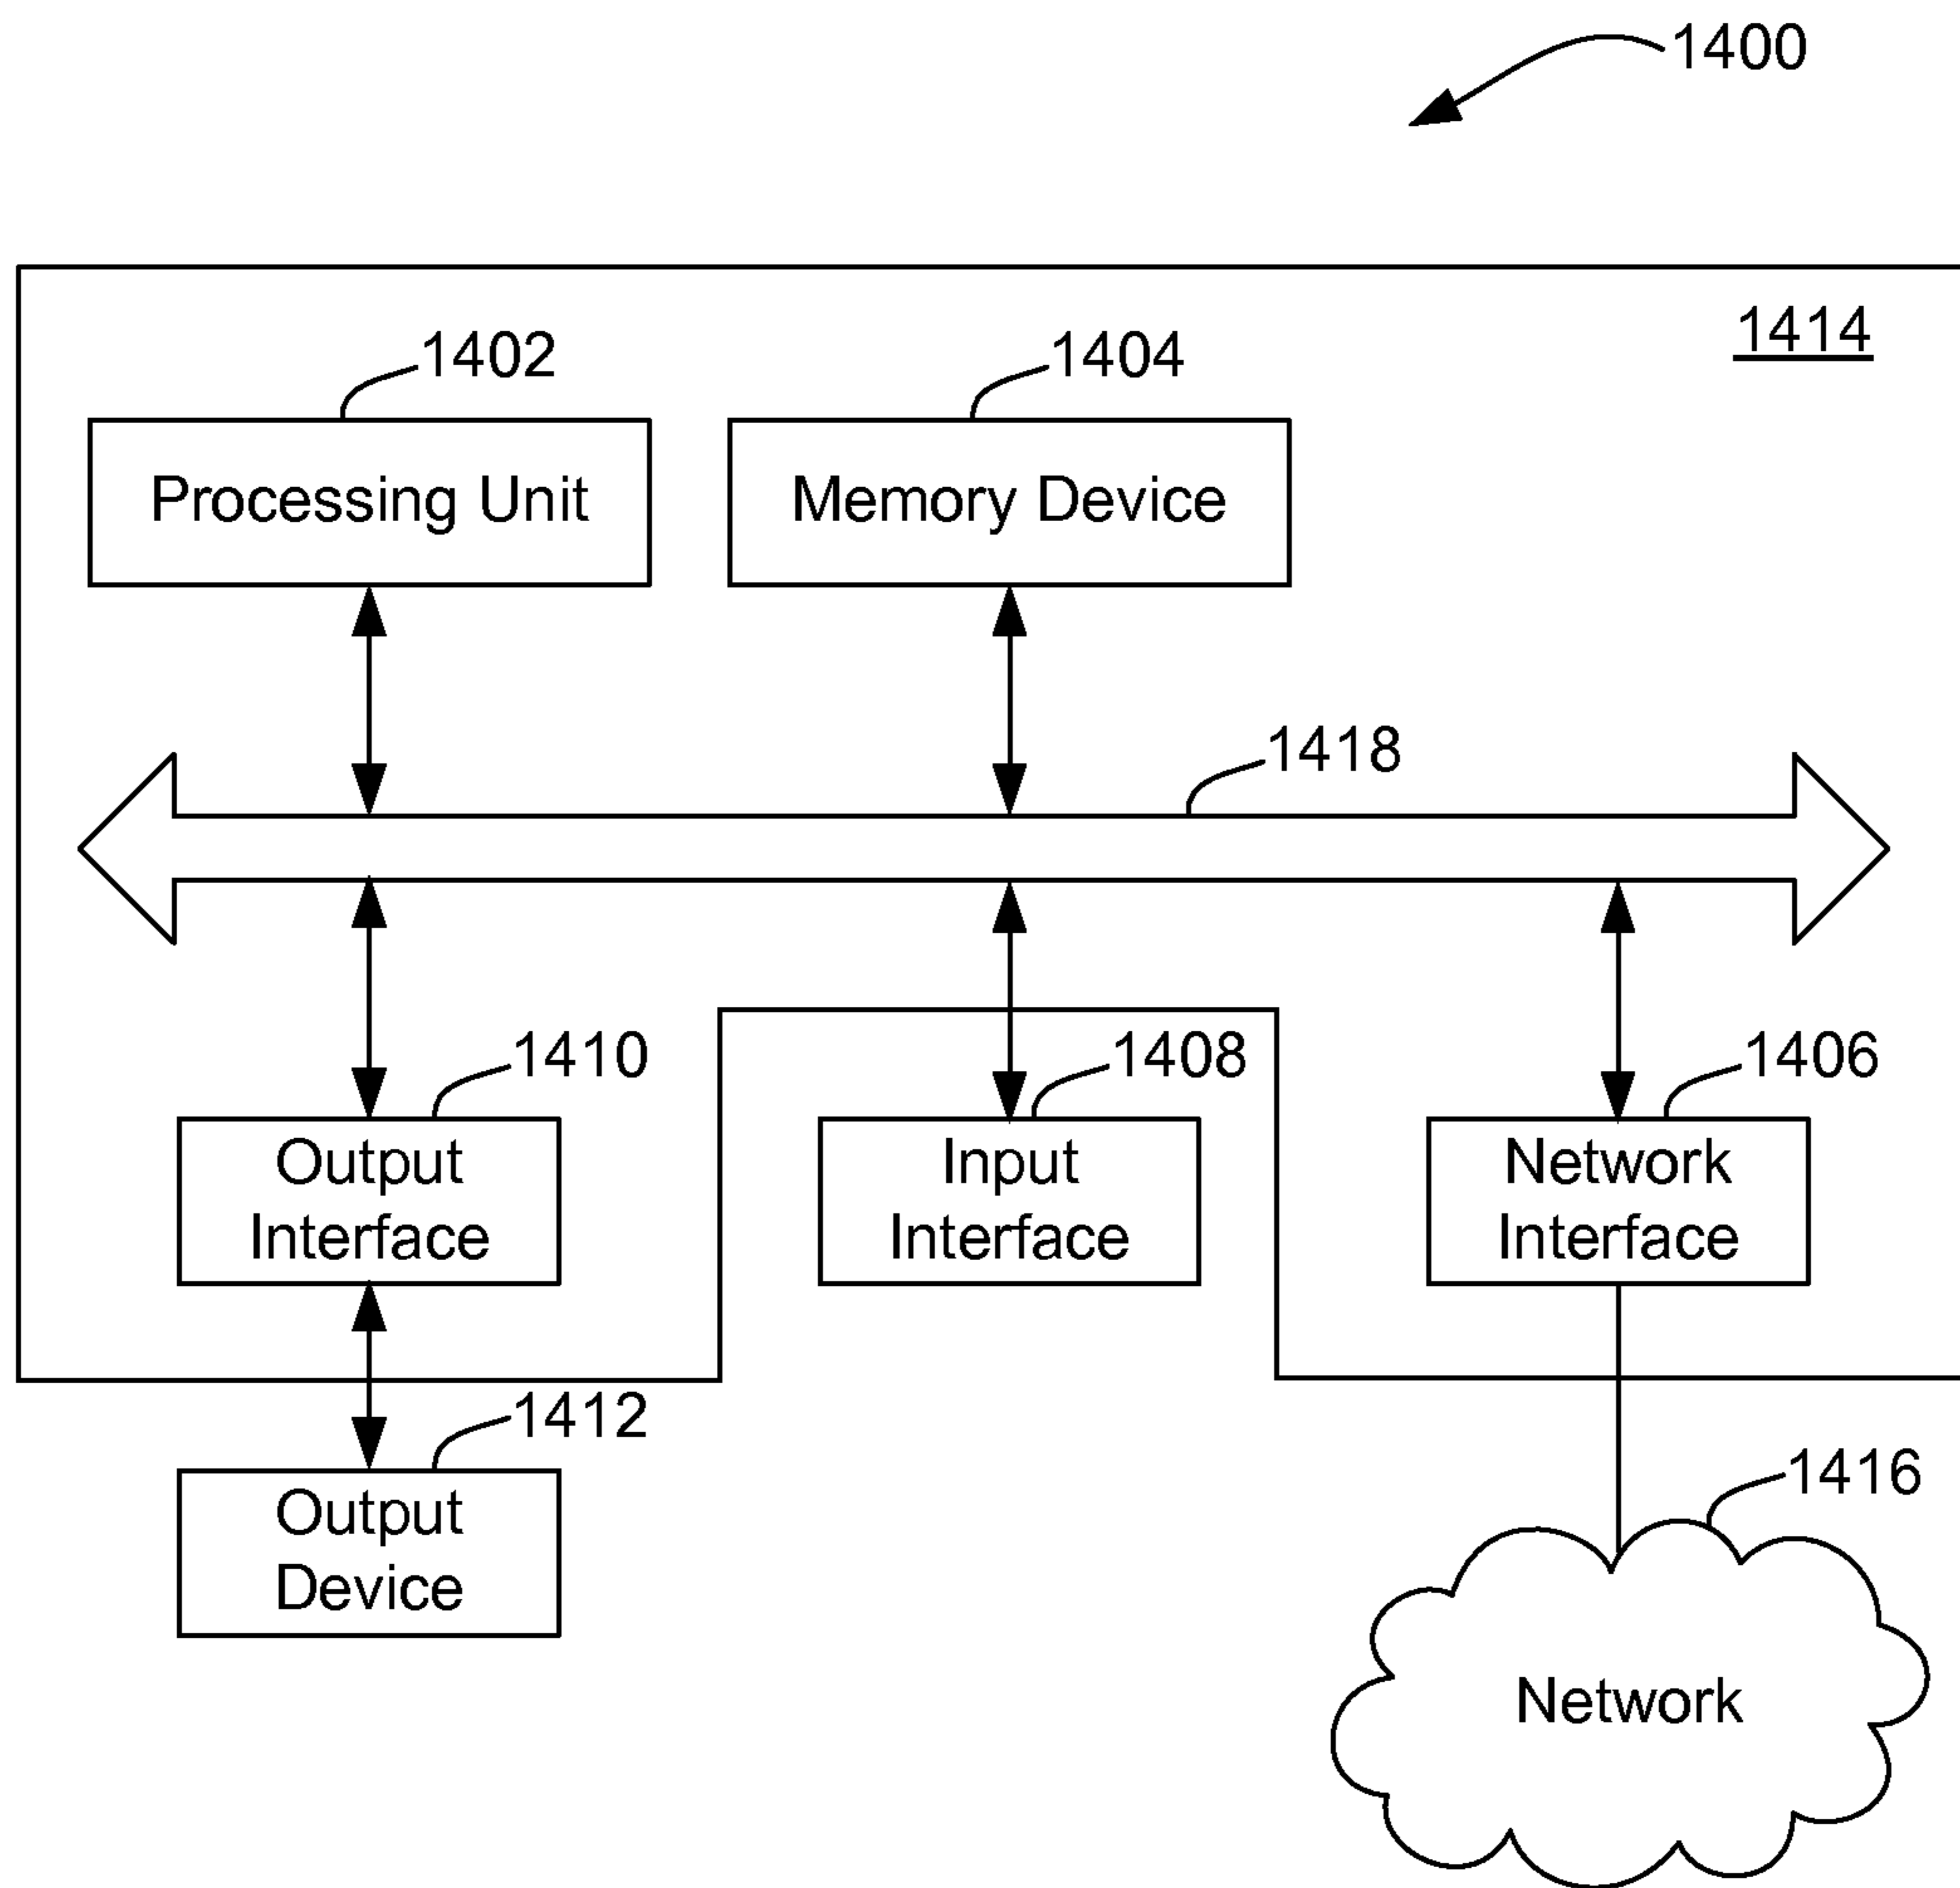 1400
1414
1402
1404
Processing Unit
Memory Device
1418
1410
1408
1406
Output
Interface
Input
Interface
Network
Interface
1412
Output
Device
1416
Network